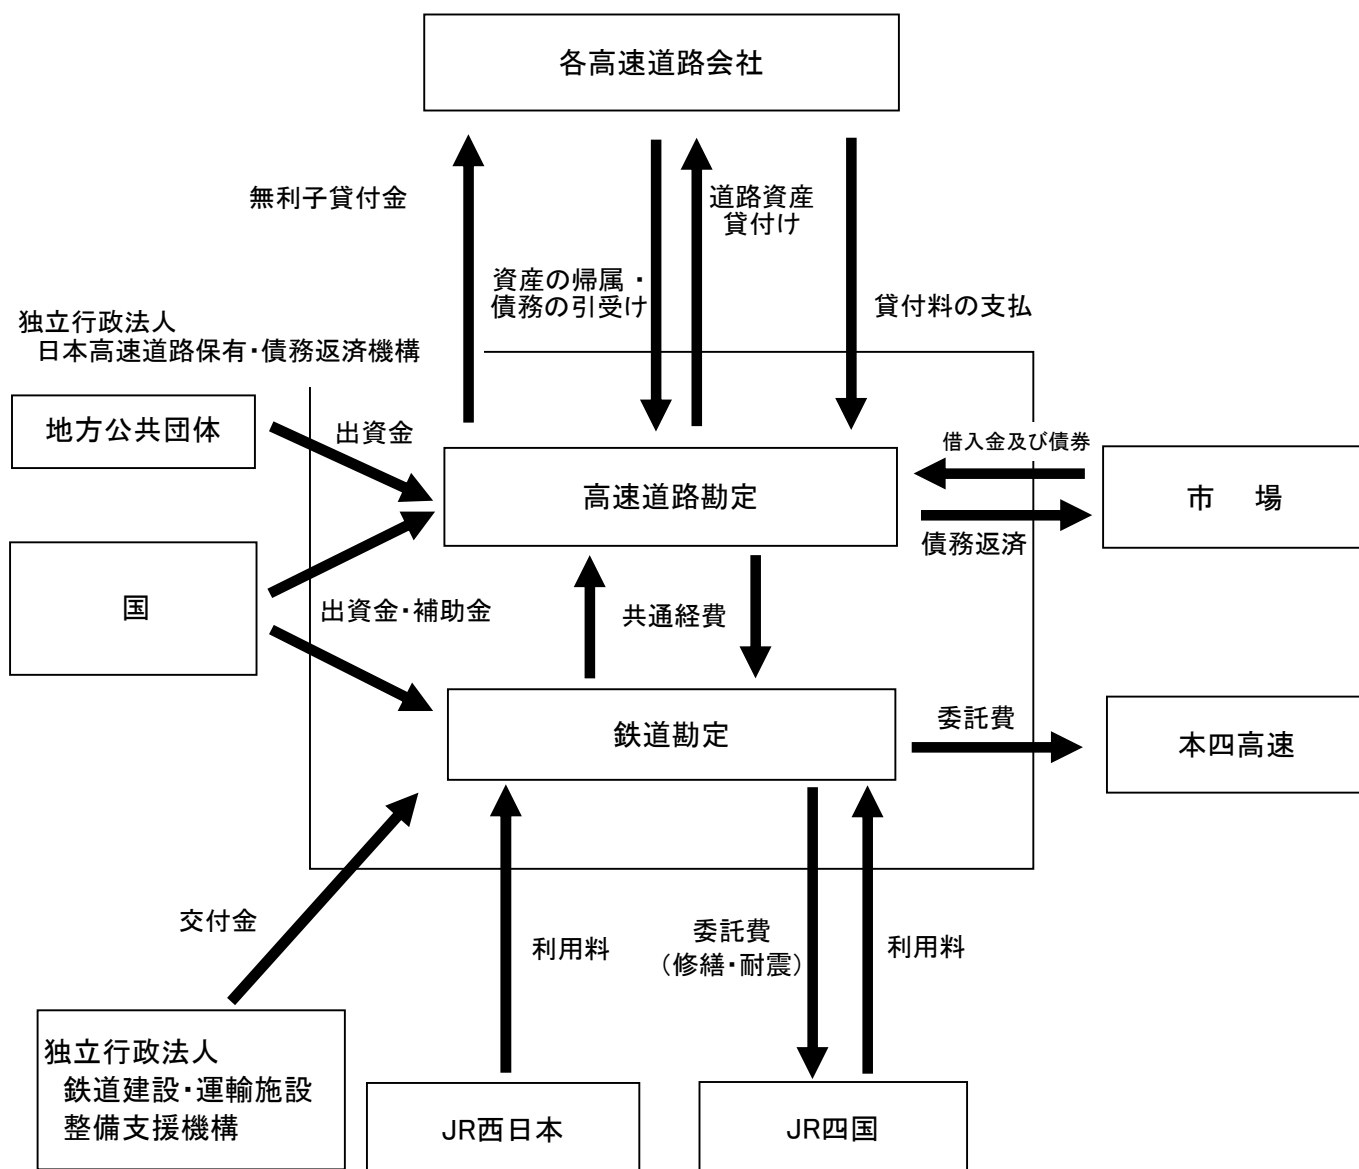 各高速道路会社
無利子貸付金
道路資産
貸付け
資産の帰属・
債務の引受け
貸付料の支払
独立行政法人
日本高速道路保有・債務返済機構
地方公共団体
出資金
借入金及び債券
高速道路勘定
市 場
債務返済
国
出資金・補助金
共通経費
鉄道勘定
委託費
本四高速
交付金
利用料
委託費
（修繕・耐震）
利用料
独立行政法人
鉄道建設・運輸施設
整備支援機構
JR西日本
JR四国